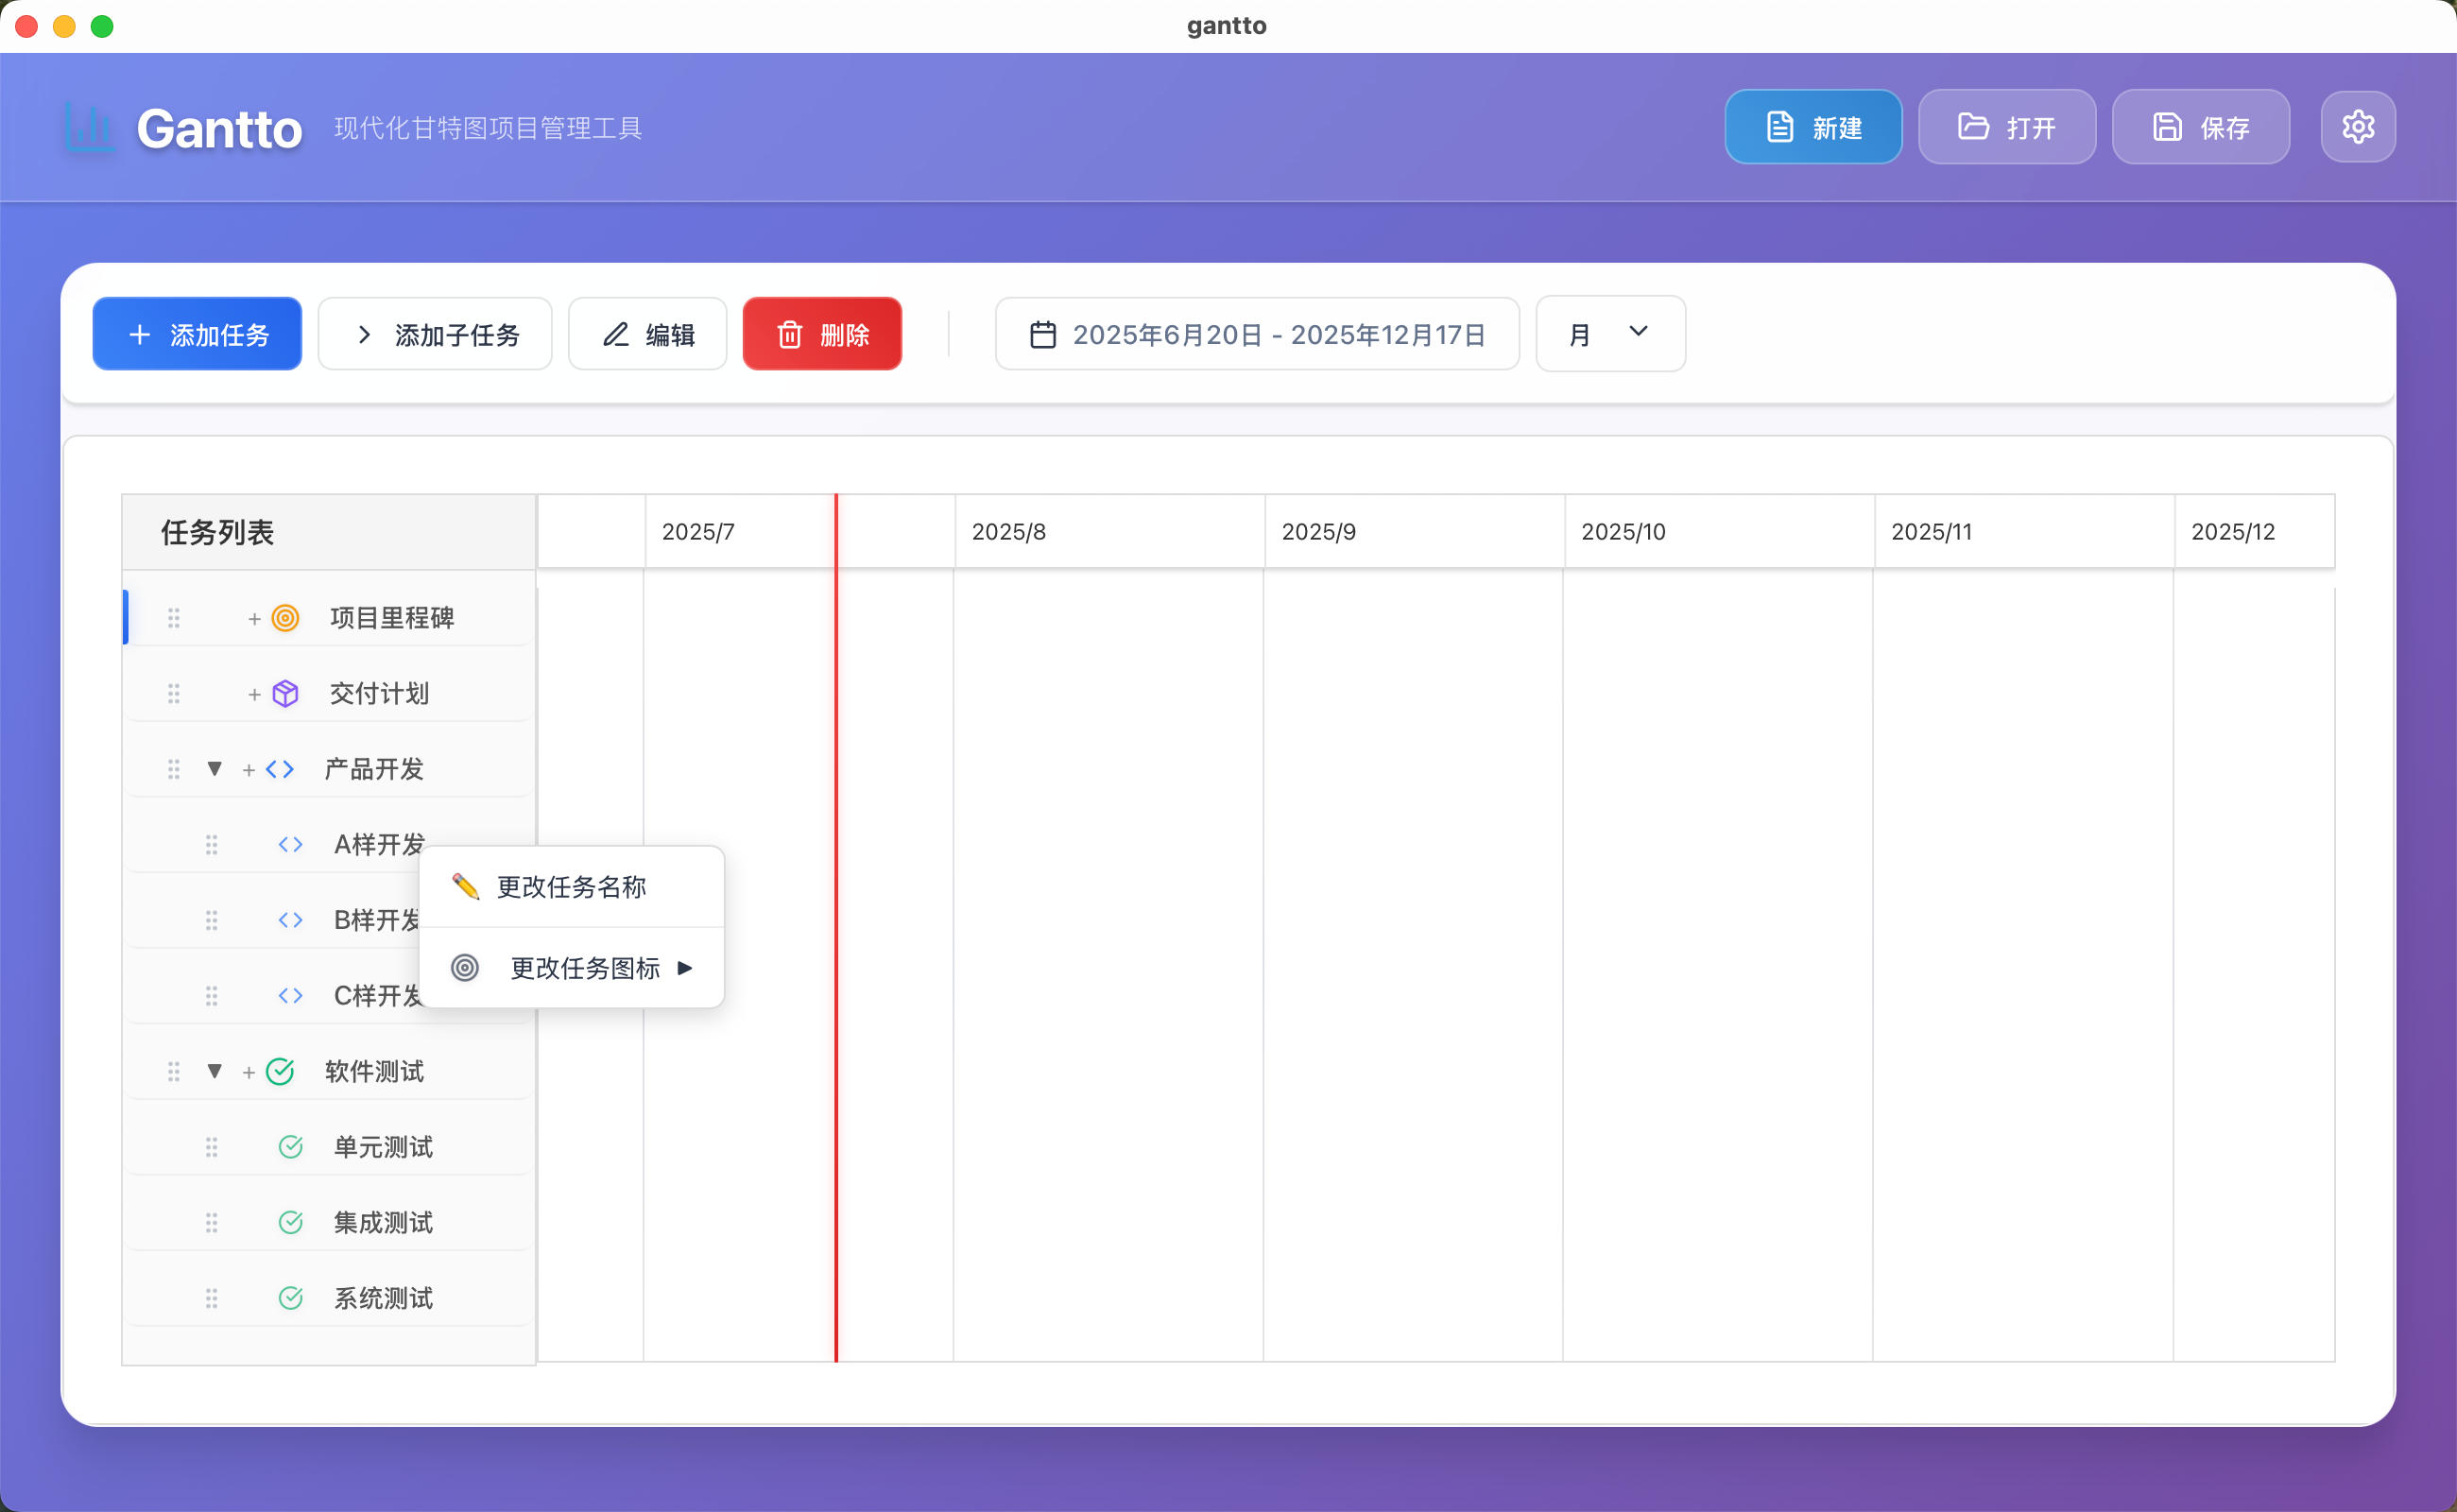 gantto
Gantto 现代化甘特图项目管理工具 新建 打开 保存
添加任务 添加子任务 编辑 删除 2025年6月20日 - 2025年12月17日 月
任务列表 2025/7 2025/8 2025/9 2025/10 2025/11 2025/12
项目里程碑
交付计划
产品开发
A样开发
更改任务名称
B样开发
更改任务图标
C样开发
软件测试
单元测试
集成测试
系统测试